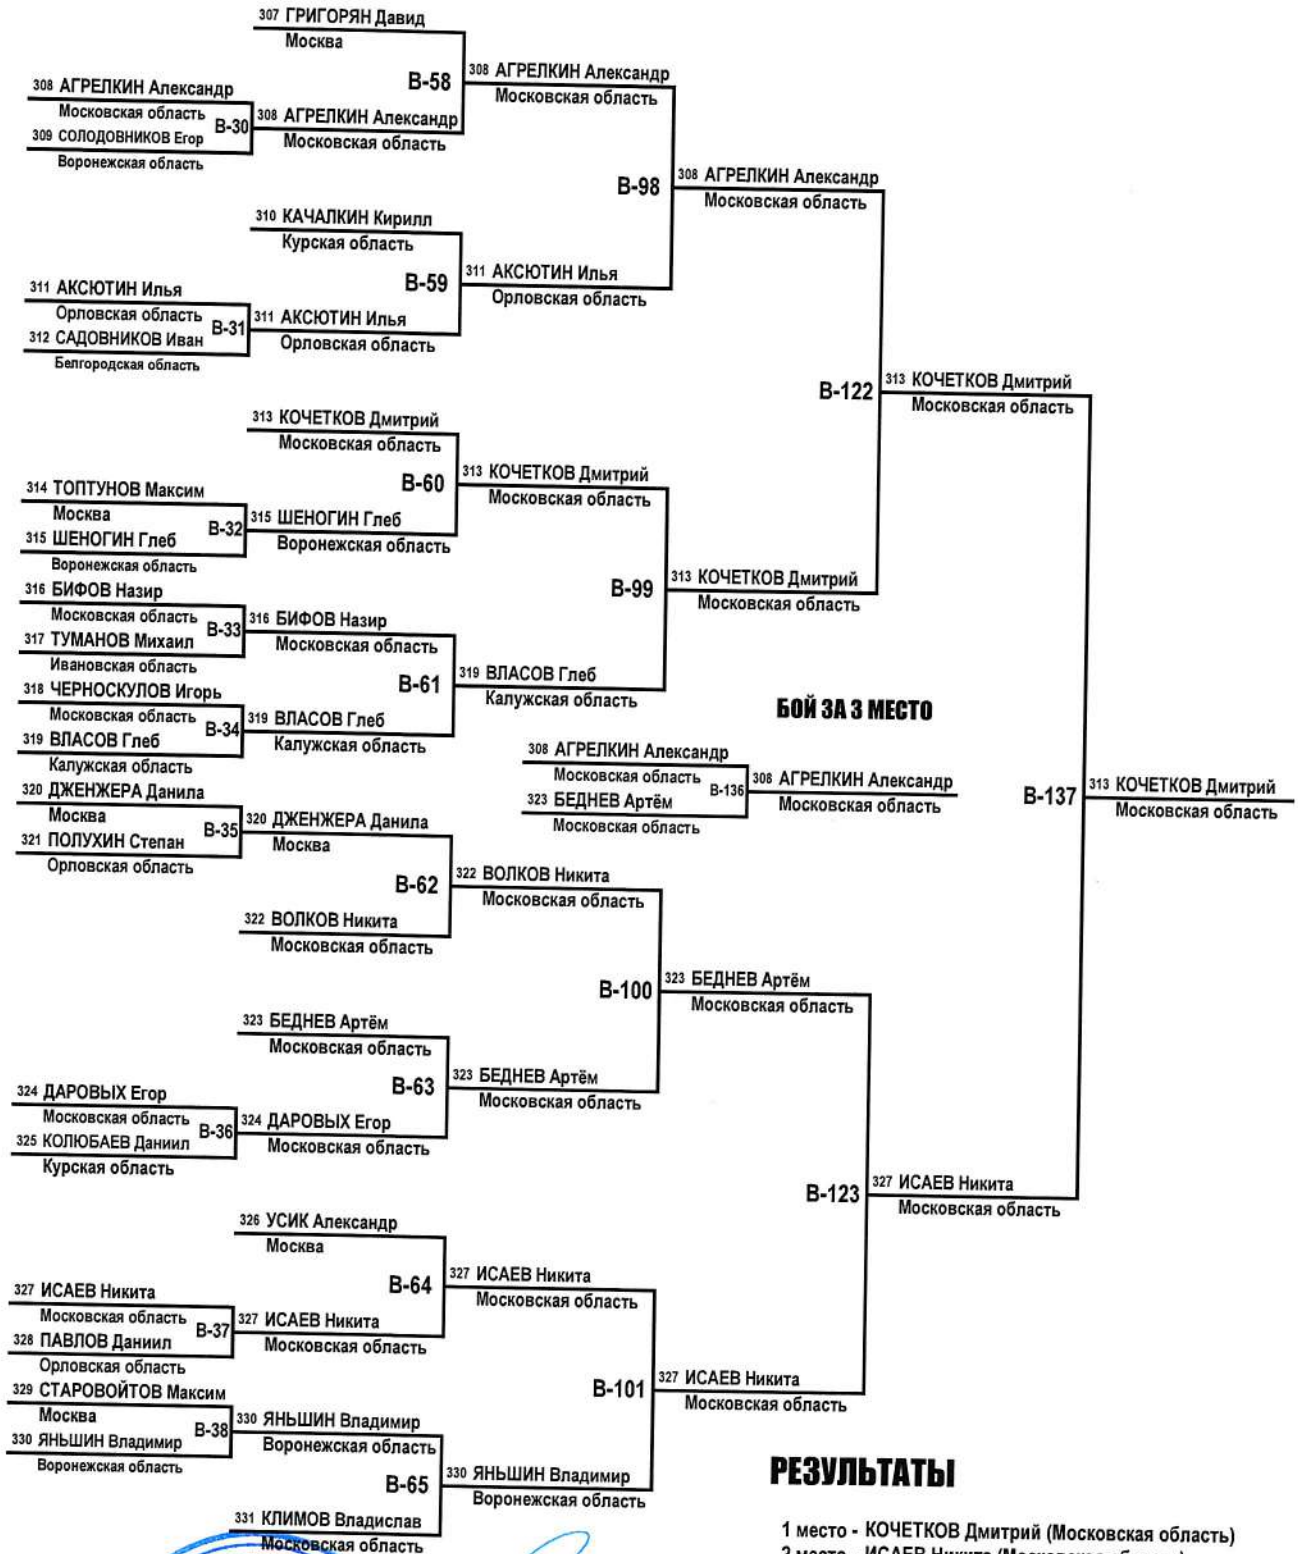 307 ГРИГОРЯН Давид
Москва
В-58
308 АГРЕЛКИН Александр
Московская область
308 АГРЕЛКИН Александр
Московская область
В-30
309 СОЛОДОВНИКОВ Егор
Воронежская область
308 АГРЕЛКИН Александр
Московская область
В-98
308 АГРЕЛКИН Александр
Московская область
310 КАЧАЛКИН Кирилл
Курская область
В-59
311 АКСЮТИН Илья
Орловская область
311 АКСЮТИН Илья
Орловская область
В-31
312 САДОВНИКОВ Иван
Белгородская область
311 АКСЮТИН Илья
Орловская область
В-122
313 КОЧЕТКОВ Дмитрий
Московская область
313 КОЧЕТКОВ Дмитрий
Московская область
В-60
313 КОЧЕТКОВ Дмитрий
Московская область
314 ТОПТУНОВ Максим
Москва
В-32
315 ШЕНОГИН Глеб
Воронежская область
315 ШЕНОГИН Глеб
Воронежская область
В-99
313 КОЧЕТКОВ Дмитрий
Московская область
316 БИФОВ Назир
Московская область
В-33
317 ТУМАНОВ Михаил
Ивановская область
316 БИФОВ Назир
Московская область
В-61
319 ВЛАСОВ Глеб
Калужская область
318 ЧЕРНОСКУЛОВ Игорь
Московская область
В-34
319 ВЛАСОВ Глеб
Калужская область
319 ВЛАСОВ Глеб
Калужская область
БОЙ ЗА 3 МЕСТО
308 АГРЕЛКИН Александр
Московская область
В-136
323 БЕДНЕВ Артём
Московская область
308 АГРЕЛКИН Александр
Московская область
В-137
313 КОЧЕТКОВ Дмитрий
Московская область
320 ДЖЕНЖЕРА Данила
Москва
В-35
321 ПОЛУХИН Степан
Орловская область
320 ДЖЕНЖЕРА Данила
Москва
В-62
322 ВОЛКОВ Никита
Московская область
322 ВОЛКОВ Никита
Московская область
В-100
323 БЕДНЕВ Артём
Московская область
323 БЕДНЕВ Артём
Московская область
В-63
323 БЕДНЕВ Артём
Московская область
324 ДАРОВЫХ Егор
Московская область
В-36
325 КОЛЮБАЕВ Даниил
Курская область
324 ДАРОВЫХ Егор
Московская область
В-123
327 ИСАЕВ Никита
Московская область
326 УСИК Александр
Москва
В-64
327 ИСАЕВ Никита
Московская область
327 ИСАЕВ Никита
Московская область
В-37
328 ПАВЛОВ Даниил
Орловская область
327 ИСАЕВ Никита
Московская область
В-101
327 ИСАЕВ Никита
Московская область
329 СТАРОВОЙТОВ Максим
Москва
В-38
330 ЯНЬШИН Владимир
Воронежская область
330 ЯНЬШИН Владимир
Воронежская область
В-65
330 ЯНЬШИН Владимир
Воронежская область
331 КЛИМОВ Владислав
Московская область
РЕЗУЛЬТАТЫ
1 место - КОЧЕТКОВ Дмитрий (Московская область)
2 место - ИСАЕВ Никита (Московская область)